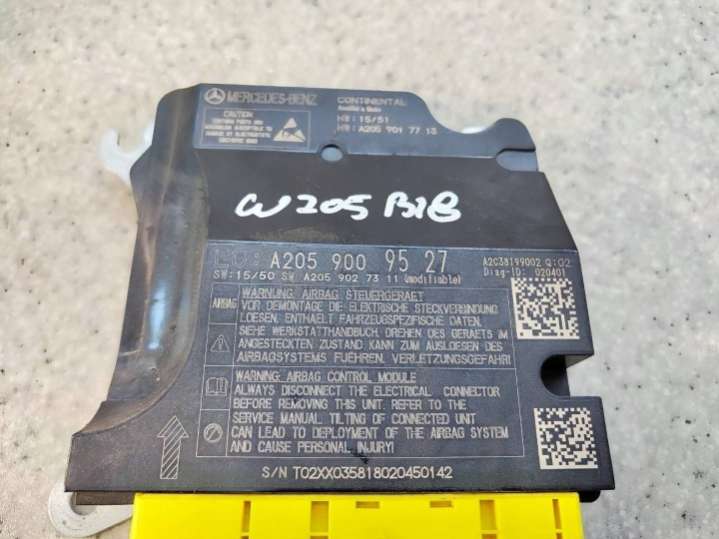 MERCEDES-BENZ
CONTINENTAL
HW: 15/51
HW: A205 901 77 13
CAUTION
W205 B18
A205 900 95 27
SW: 15/50 SW A205 902 73 11 (modifiable)
A2C38199002 Q:G2
Diag-ID: 020401
AIRBAG
WARNUNG: AIRBAG STEUERGERAET
VOR DEMONTAGE DIE ELEKTRISCHE STECKVERBINDUNG
LOESEN. ENTHAELT FAHRZEUGSPEZIFISCHE DATEN,
SIEHE WERKSTATTHANDBUCH. DREHEN DES GERAETS IM
ANGESTECKTEN ZUSTAND KANN ZUM AUSLOESEN DES
AIRBAGSYSTEMS FUEHREN. VERLETZUNGSGEFAHR!
WARNING: AIRBAG CONTROL MODULE
ALWAYS DISCONNECT THE ELECTRICAL CONNECTOR
BEFORE REMOVING THIS UNIT. REFER TO THE
SERVICE MANUAL. TILTING OF CONNECTED UNIT
CAN LEAD TO DEPLOYMENT OF THE AIRBAG SYSTEM
AND CAUSE PERSONAL INJURY!
S/N T02XX035818020450142